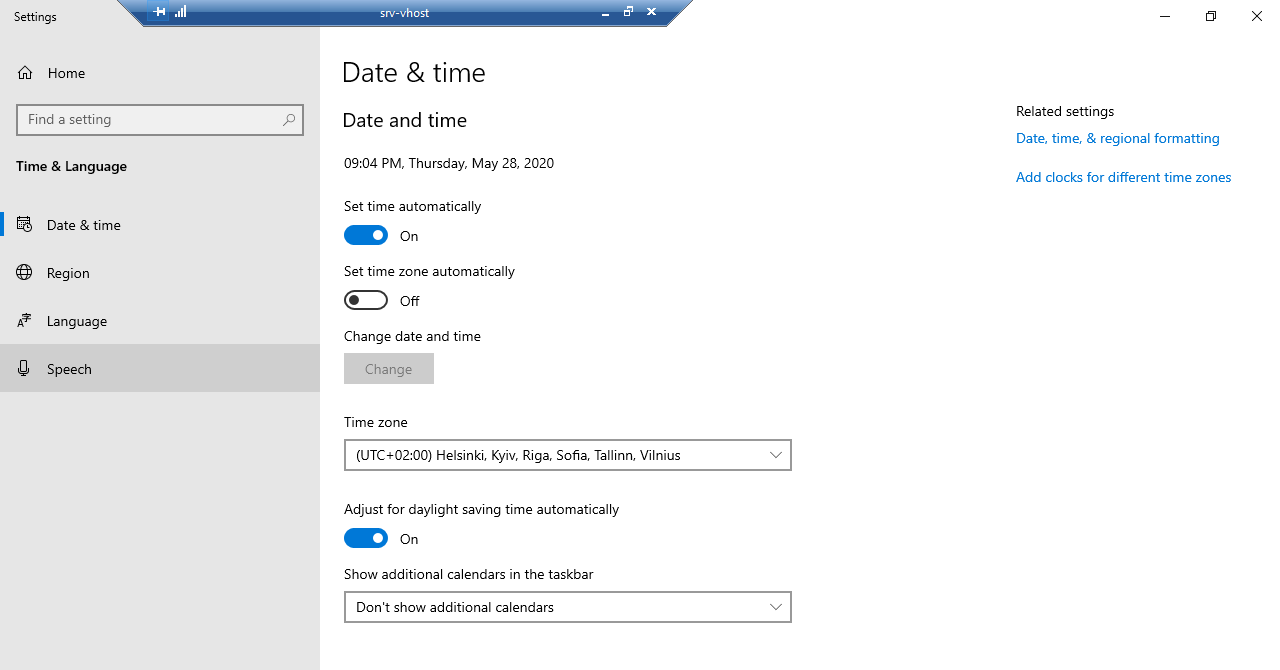 Settings
srv-vhost
Home
Find a setting
Time & Language
Date & time
Region
Language
Speech
Date & time
Date and time
09:04 PM, Thursday, May 28, 2020
Set time automatically
On
Set time zone automatically
Off
Change date and time
Change
Time zone
(UTC+02:00) Helsinki, Kyiv, Riga, Sofia, Tallinn, Vilnius
Adjust for daylight saving time automatically
On
Show additional calendars in the taskbar
Don't show additional calendars
Related settings
Date, time, & regional formatting
Add clocks for different time zones